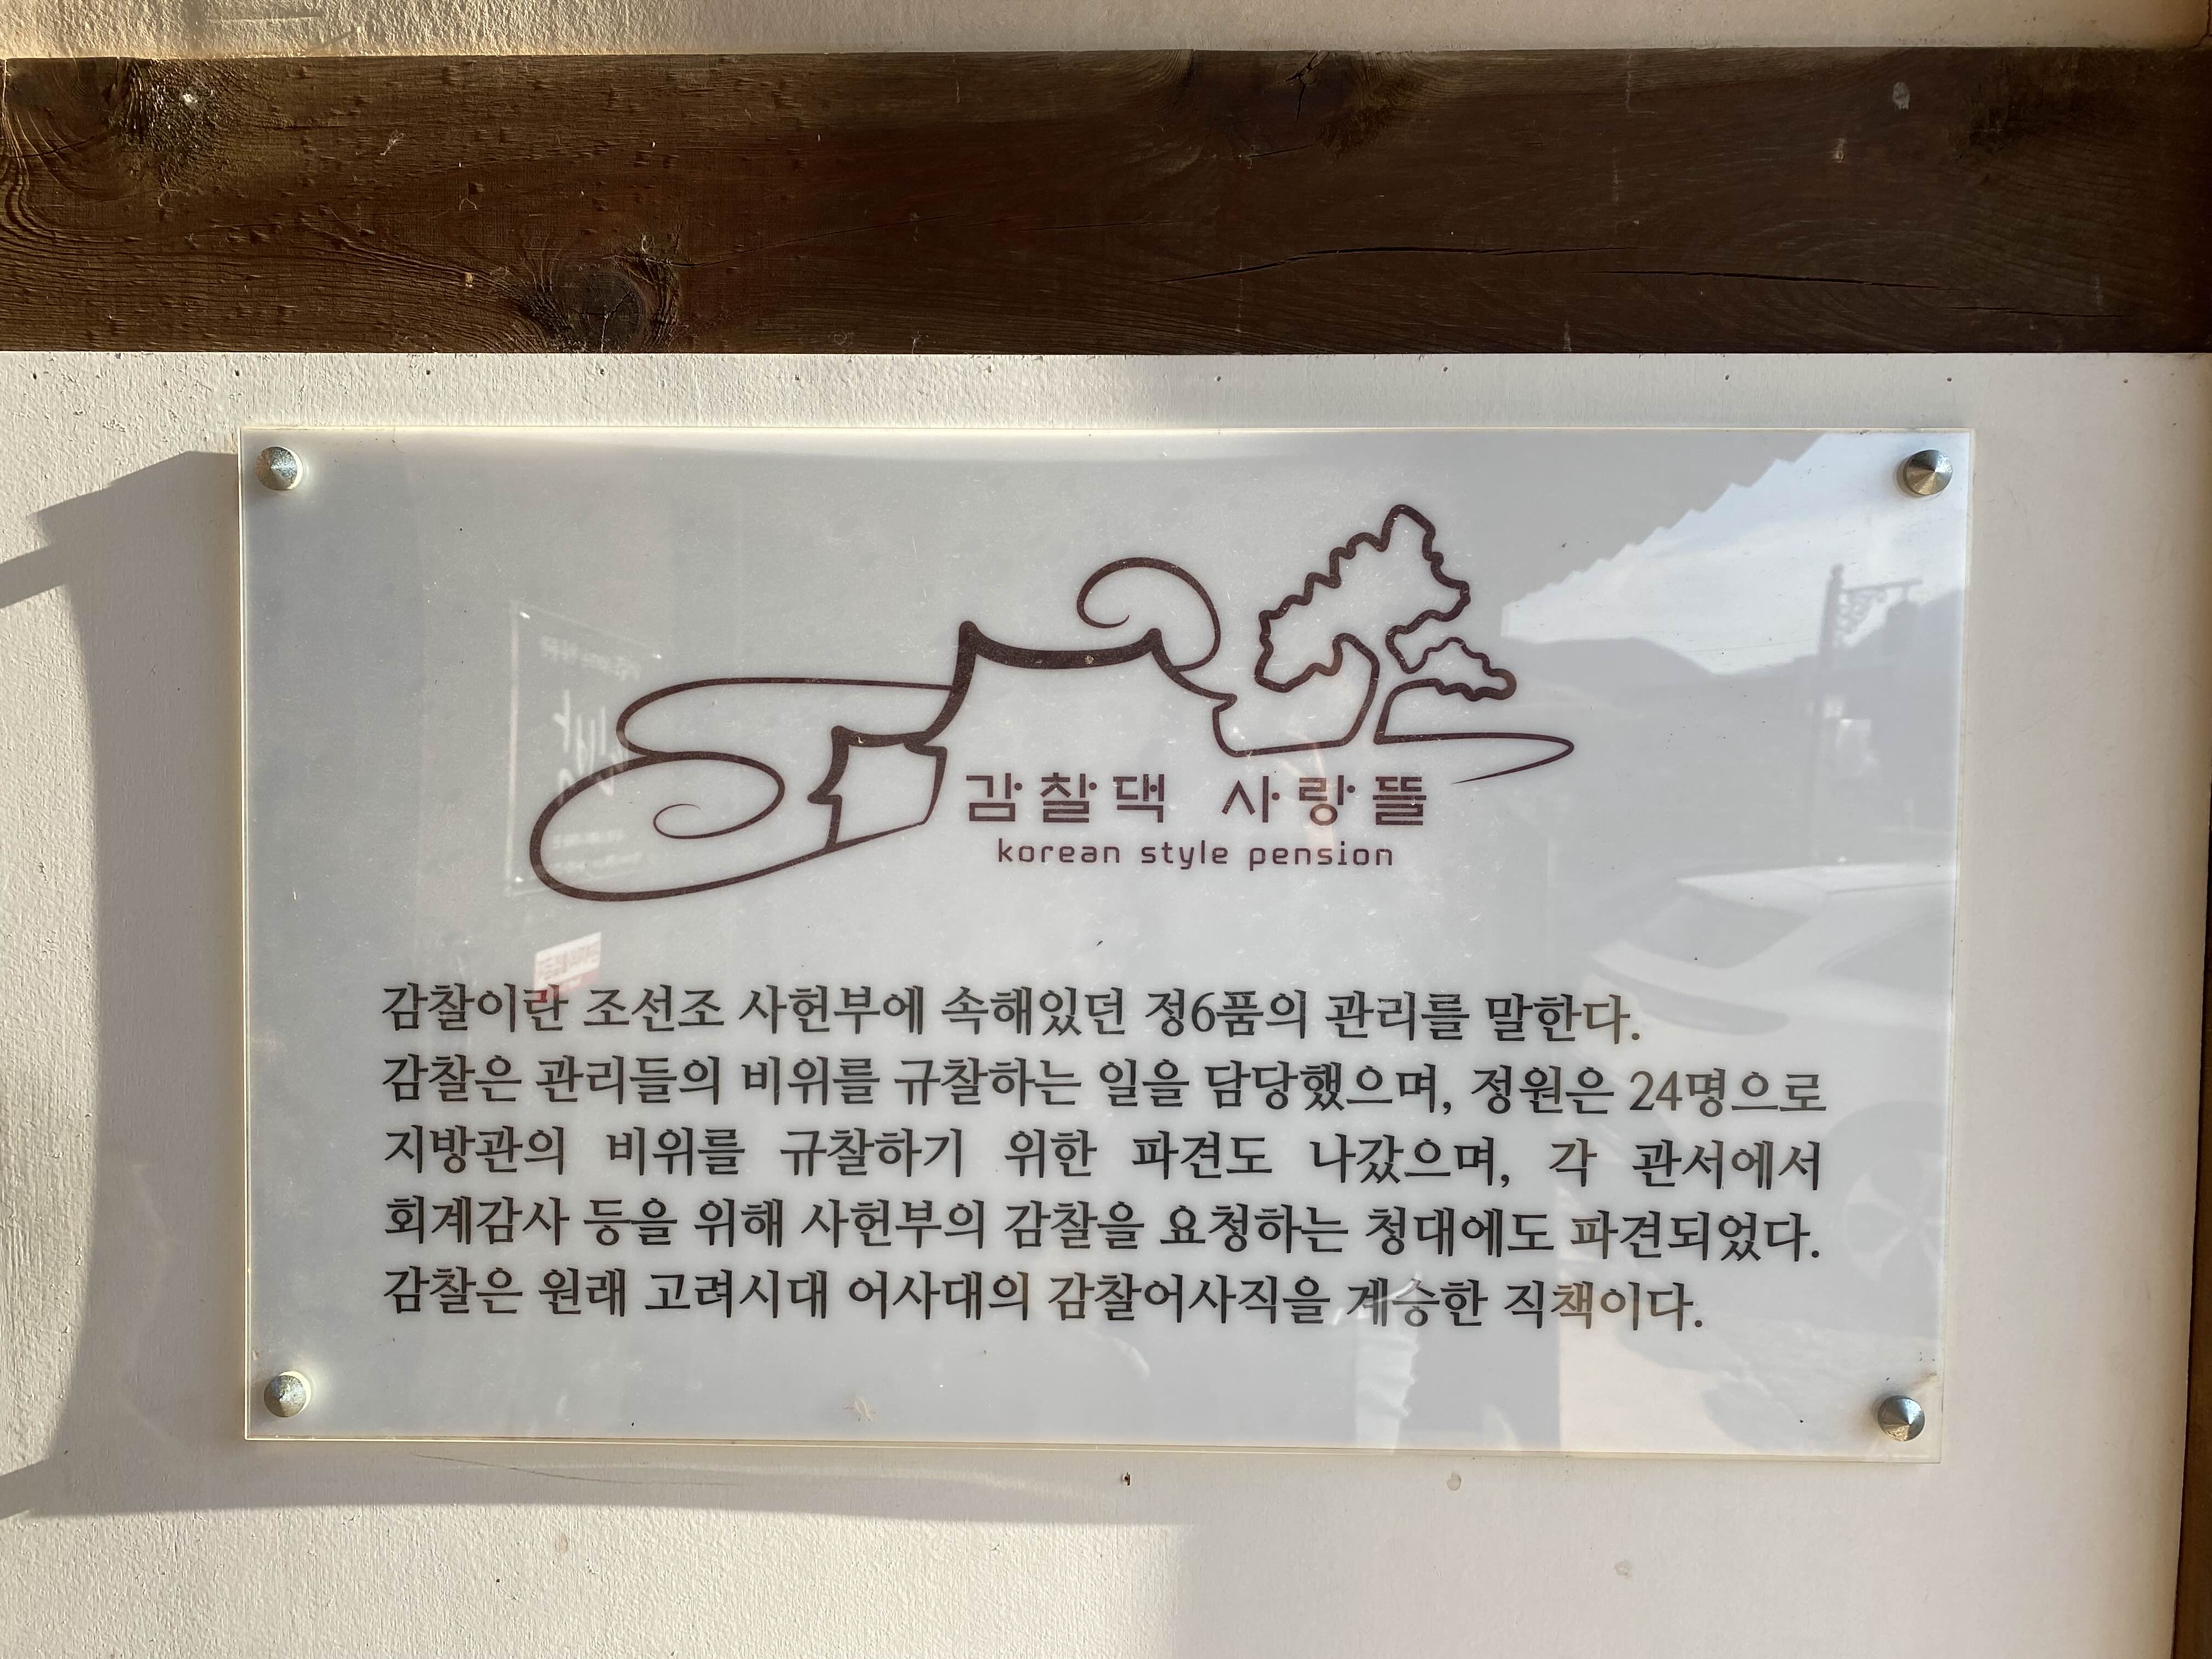 감찰댁 사랑뜰
korean style pension
감찰이란 조선조 사헌부에 속해있던 정6품의 관리를 말한다.
감찰은 관리들의 비위를 규찰하는 일을 담당했으며, 정원은 24명으로
지방관의 비위를 규찰하기 위한 파견도 나갔으며, 각 관서에서
회계감사 등을 위해 사헌부의 감찰을 요청하는 청대에도 파견되었다.
감찰은 원래 고려시대 어사대의 감찰어사직을 계승한 직책이다.